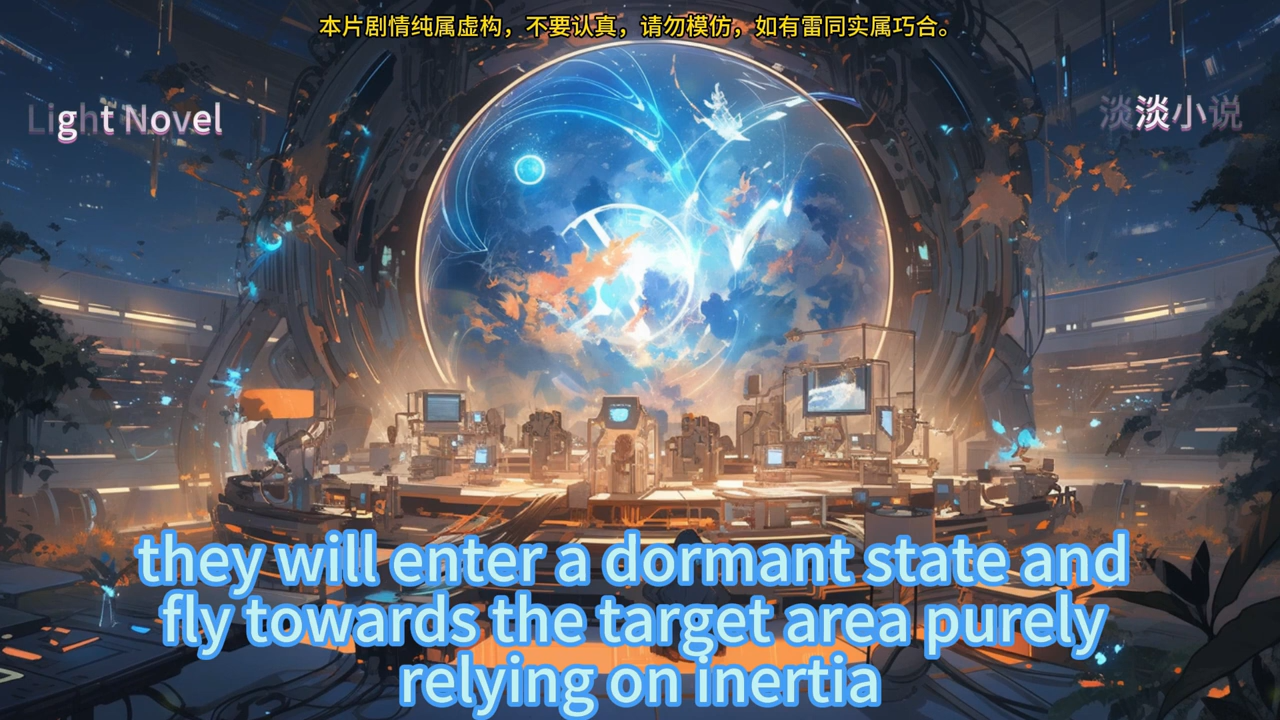 本片剧情纯属虚构，不要认真，请勿模仿，如有雷同实属巧合。
Light Novel
淡淡小说
they will enter a dormant state and
fly towards the target area purely
relying on inertia